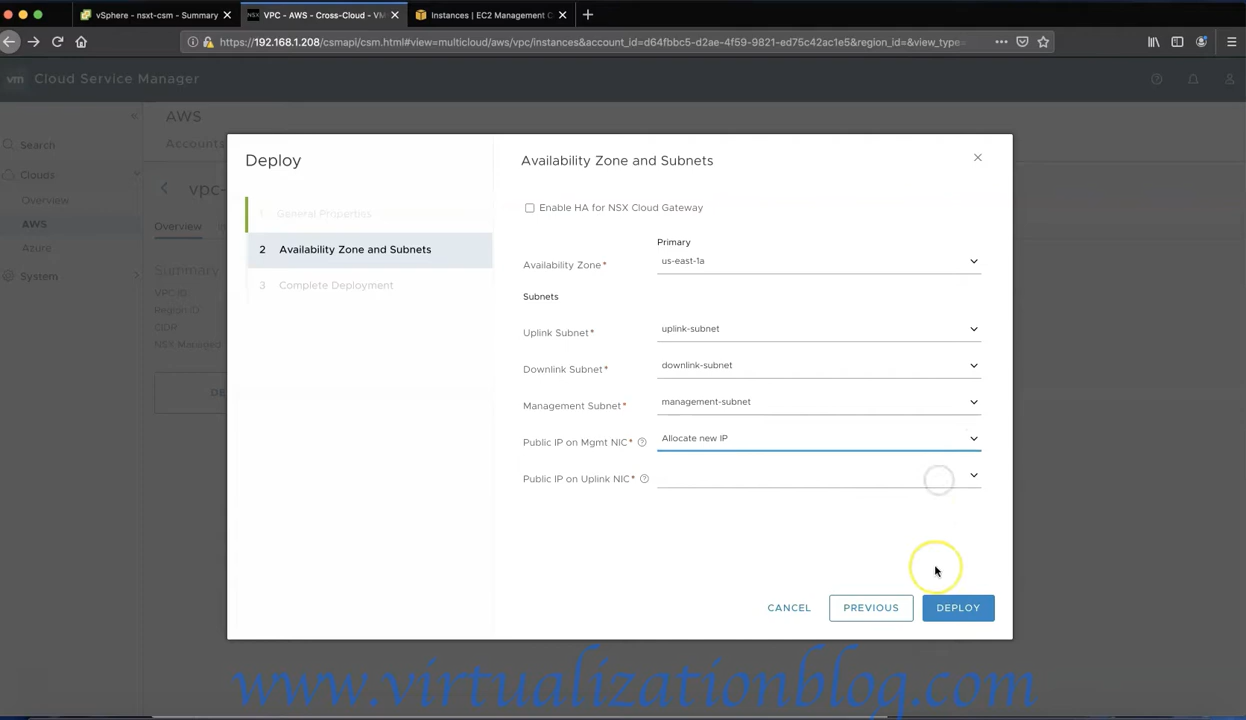 vSphere - nsxt-csm - Summary
VPC - AWS - Cross-Cloud - VM
Instances | EC2 Management C
https://192.168.1.208/csmapi/csm.html#view=multicloud/aws/vpc/instances&account_id=d64fbbc5-d2ae-4f59-9821-ed75c42ac1e5&region_id=&view_type=
vm Cloud Service Manager
Search
Clouds
Overview
AWS
Azure
System
AWS
Accounts
vpc-
Overview
Summary
VPC ID
Region ID
CIDR
NSX Managed
DE
Deploy
1 General Properties
2 Availability Zone and Subnets
3 Complete Deployment
Availability Zone and Subnets
Enable HA for NSX Cloud Gateway
Primary
Availability Zone* us-east-1a
Subnets
Uplink Subnet* uplink-subnet
Downlink Subnet* downlink-subnet
Management Subnet* management-subnet
Public IP on Mgmt NIC* Allocate new IP
Public IP on Uplink NIC*
CANCEL PREVIOUS DEPLOY
www.virtualizationblog.com